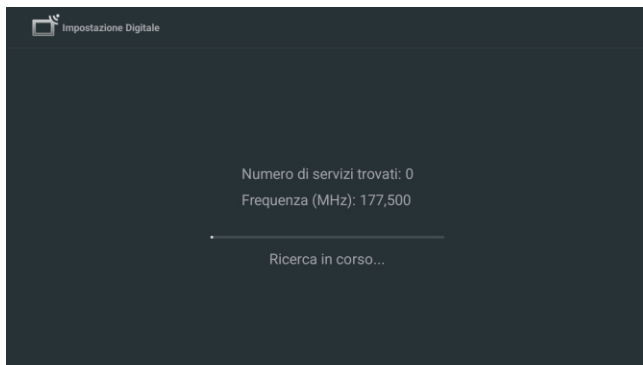 Impostazione Digitale
Numero di servizi trovati: 0
Frequenza (MHz): 177,500
Ricerca in corso...